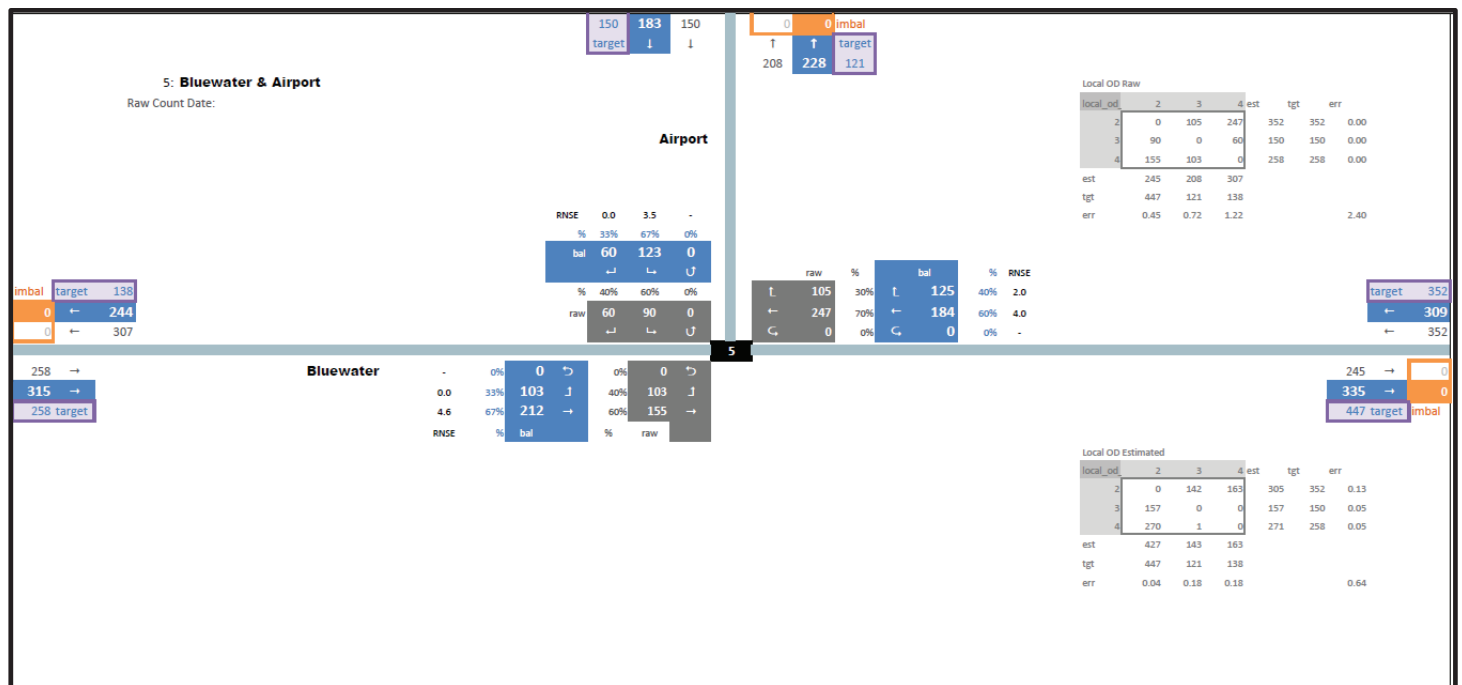 150 183 150 0 0 imbal
target ↓ ↓ ↑ ↑ target
208 228 121
5: Bluewater & Airport
Raw Count Date:
Local OD Raw
local_od_ 2 3 4 est tgt err
2 0 105 247 352 352 0.00
3 90 0 60 150 150 0.00
4 155 103 0 258 258 0.00
est 245 208 307
tgt 447 121 138
err 0.45 0.72 1.22 2.40
Airport
RNSE 0.0 3.5 -
% 33% 67% 0%
bal 60 123 0
↵ ↳ ↺
% 40% 60% 0%
raw 60 90 0
↵ ↳ ↺
raw % bal % RNSE
↑ 105 30% ↑ 125 40% 2.0
← 247 70% ← 184 60% 4.0
↪ 0 0% ↪ 0 0% -
imbal target 138
0 ← 244
0 ← 307
target 352
← 309
← 352
5
258 →
315 →
258 target
Bluewater
- 0% 0 ⮌ 0% 0 ⮌
0.0 33% 103 ⮥ 40% 103 ⮥
4.6 67% 212 → 60% 155 →
RNSE % bal % raw
245 → 0
335 → 0
447 target imbal
Local OD Estimated
local_od_ 2 3 4 est tgt err
2 0 142 163 305 352 0.13
3 157 0 0 157 150 0.05
4 270 1 0 271 258 0.05
est 427 143 163
tgt 447 121 138
err 0.04 0.18 0.18 0.64